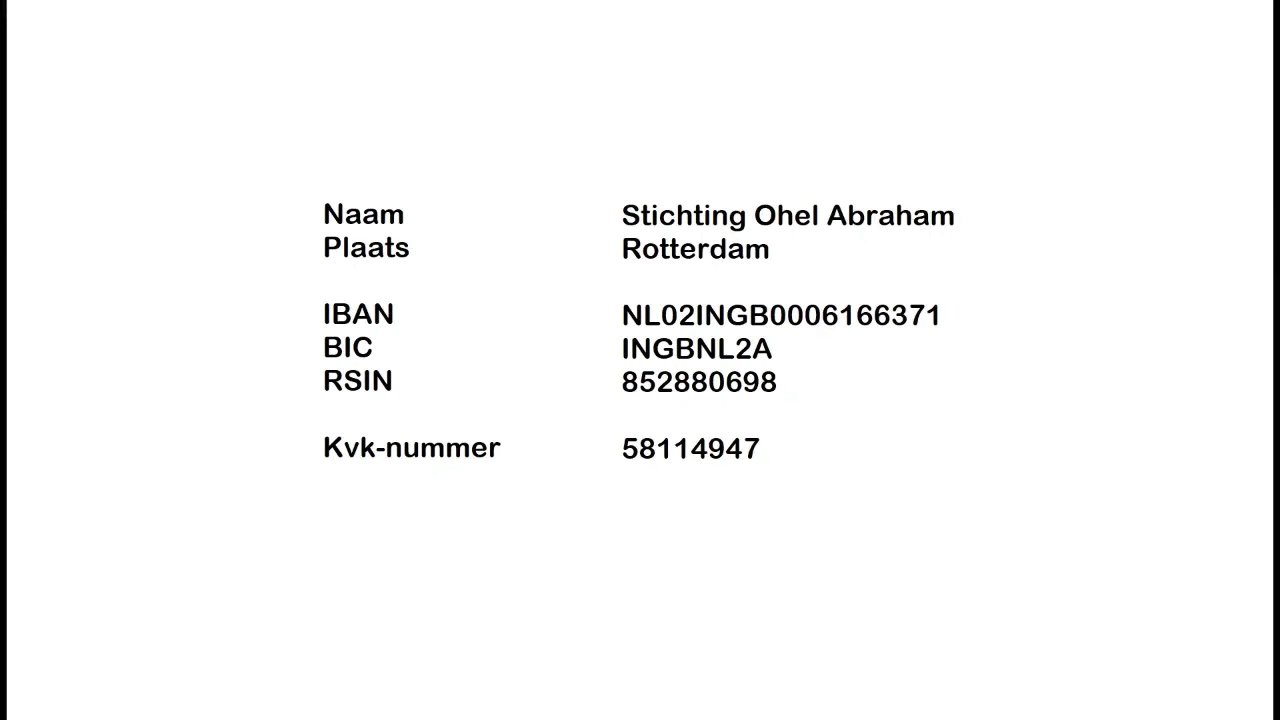 Naam Stichting Ohel Abraham
Plaats Rotterdam
IBAN NL02INGB0006166371
BIC INGBNL2A
RSIN 852880698
Kvk-nummer 58114947